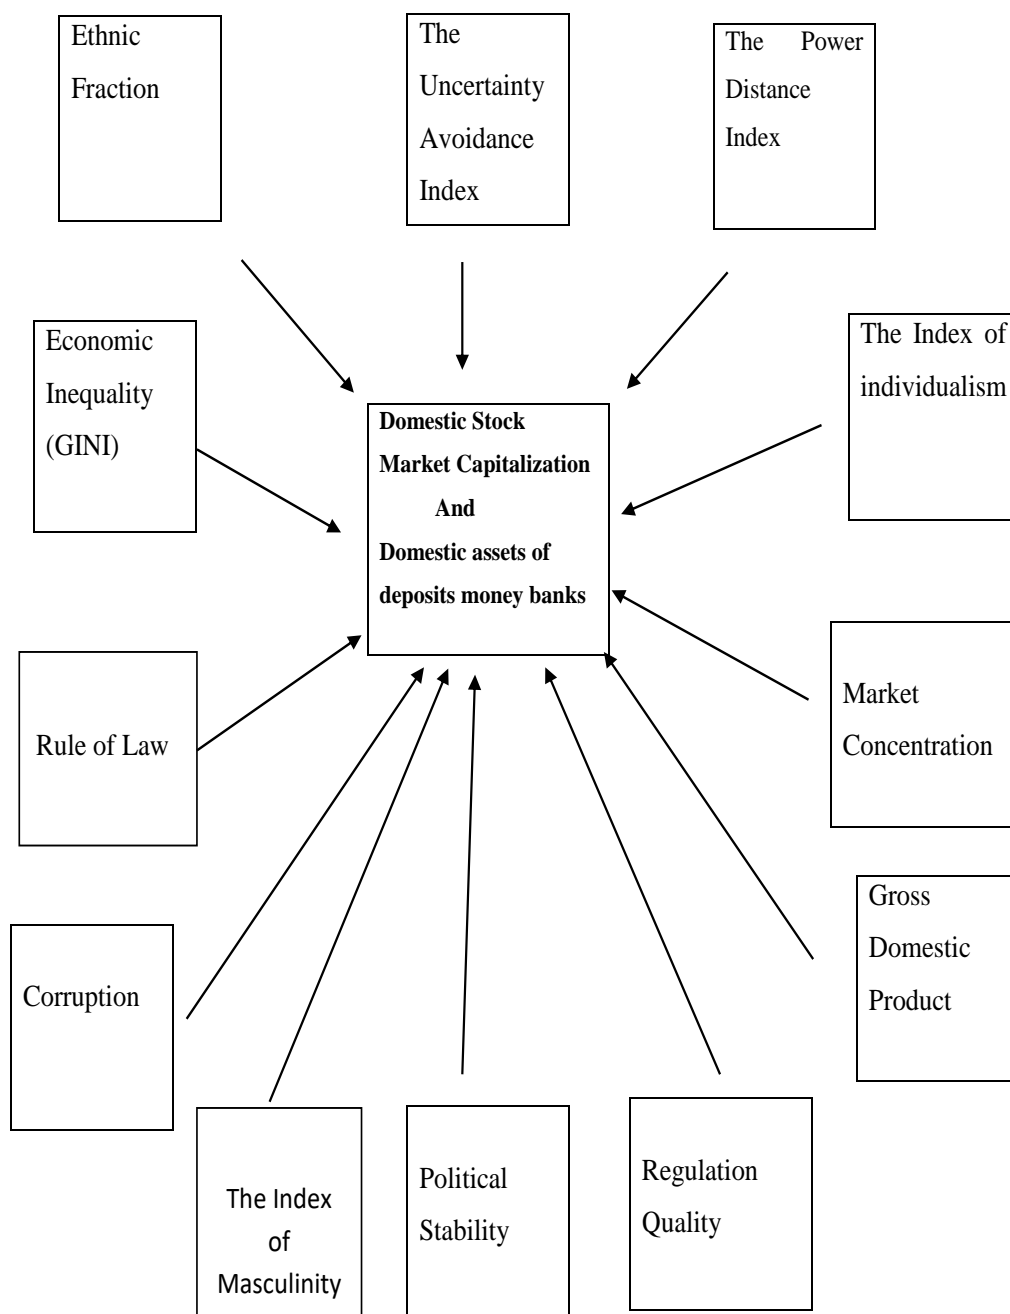 Ethnic
Fraction
The
Uncertainty
Avoidance
Index
The Power
Distance
Index
Economic
Inequality
(GINI)
Domestic Stock
Market Capitalization
And
Domestic assets of
deposits money banks
The Index of
individualism
Rule of Law
Market
Concentration
Corruption
Gross
Domestic
Product
The Index
of
Masculinity
Political
Stability
Regulation
Quality